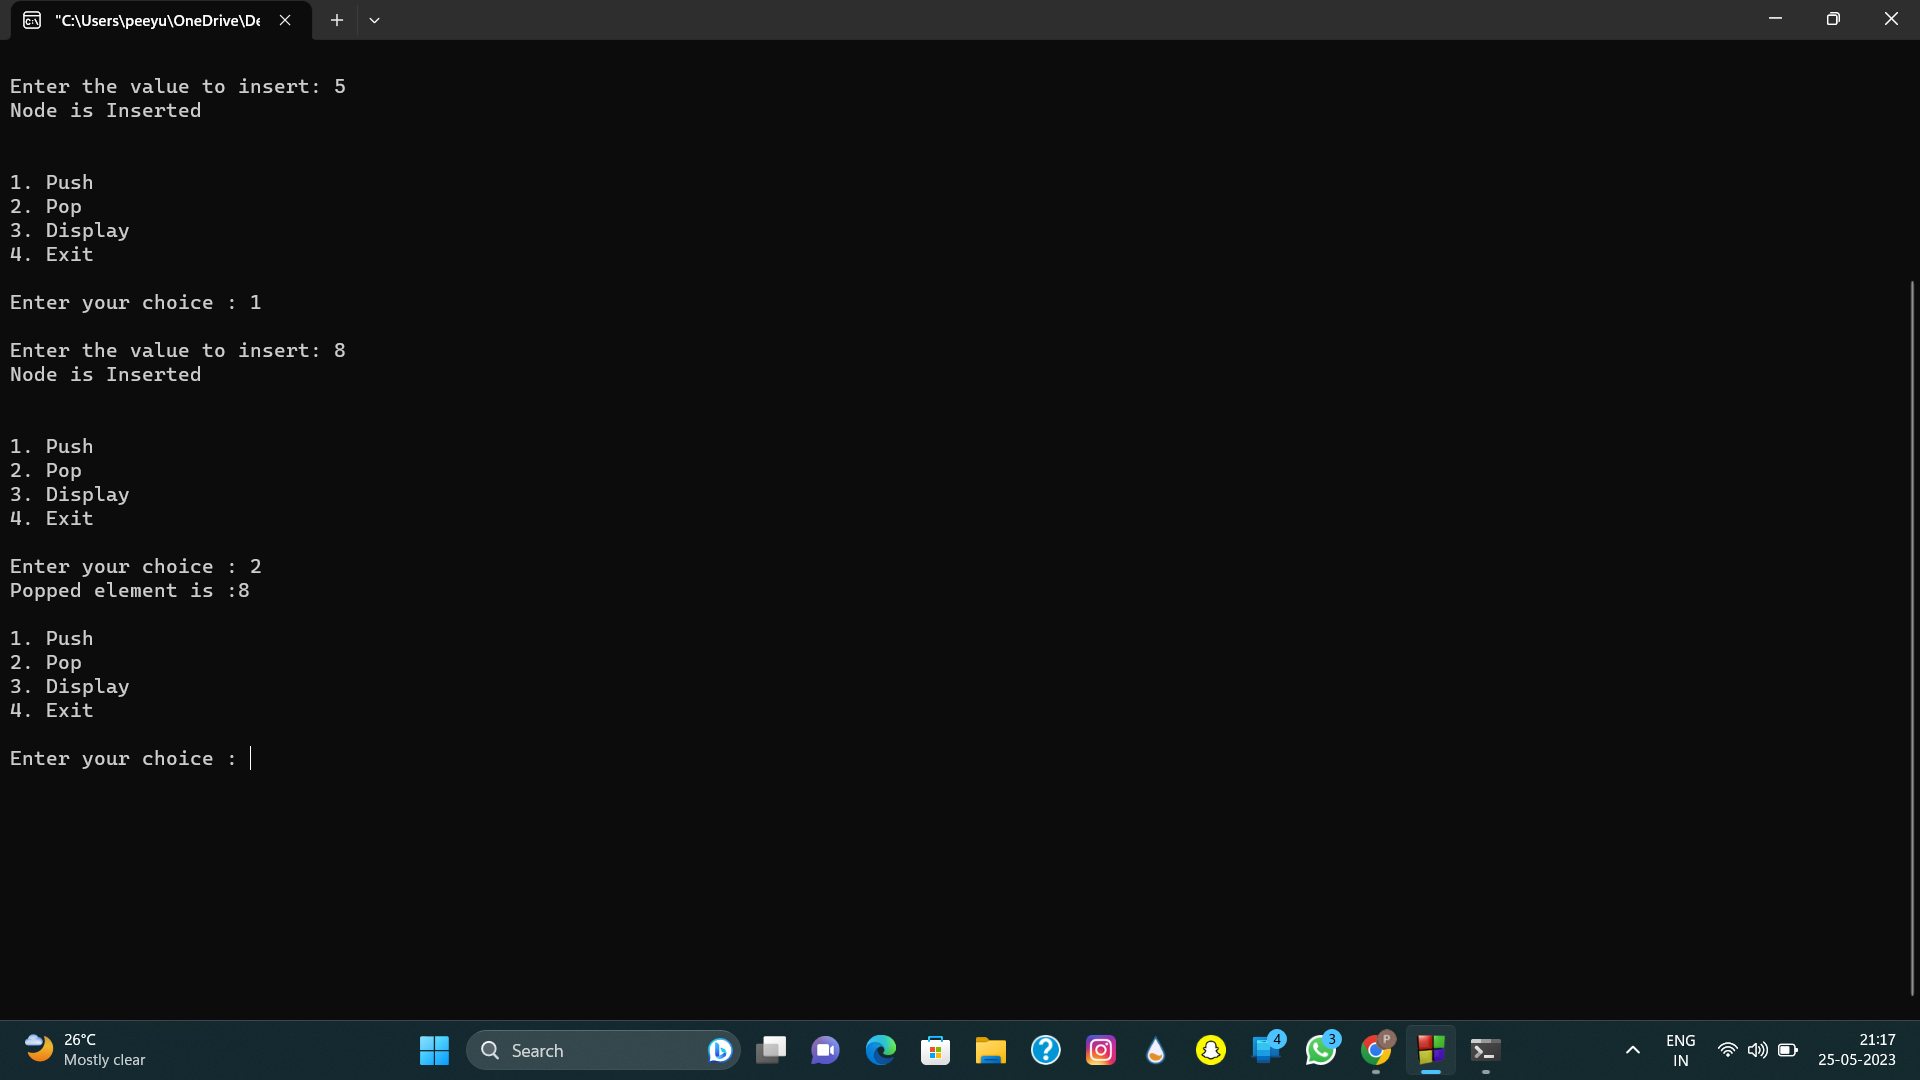 "C:\Users\peeyu\OneDrive\De
Enter the value to insert: 5
Node is Inserted
1. Push
2. Pop
3. Display
4. Exit
Enter your choice : 1
Enter the value to insert: 8
Node is Inserted
1. Push
2. Pop
3. Display
4. Exit
Enter your choice : 2
Popped element is :8
1. Push
2. Pop
3. Display
4. Exit
Enter your choice :
26°C
Mostly clear
Search
4
3
P
ENG
IN
21:17
25-05-2023